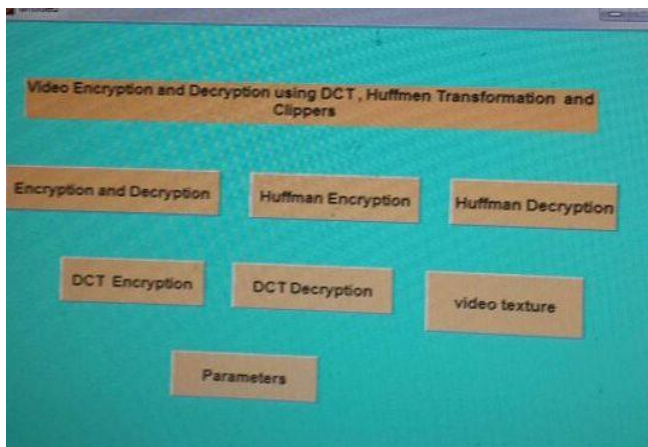 Video Encryption and Decryption using DCT , Huffmen Transformation and
Clippers
Encryption and Decryption
Huffman Encryption
Huffman Decryption
DCT Encryption
DCT Decryption
video texture
Parameters